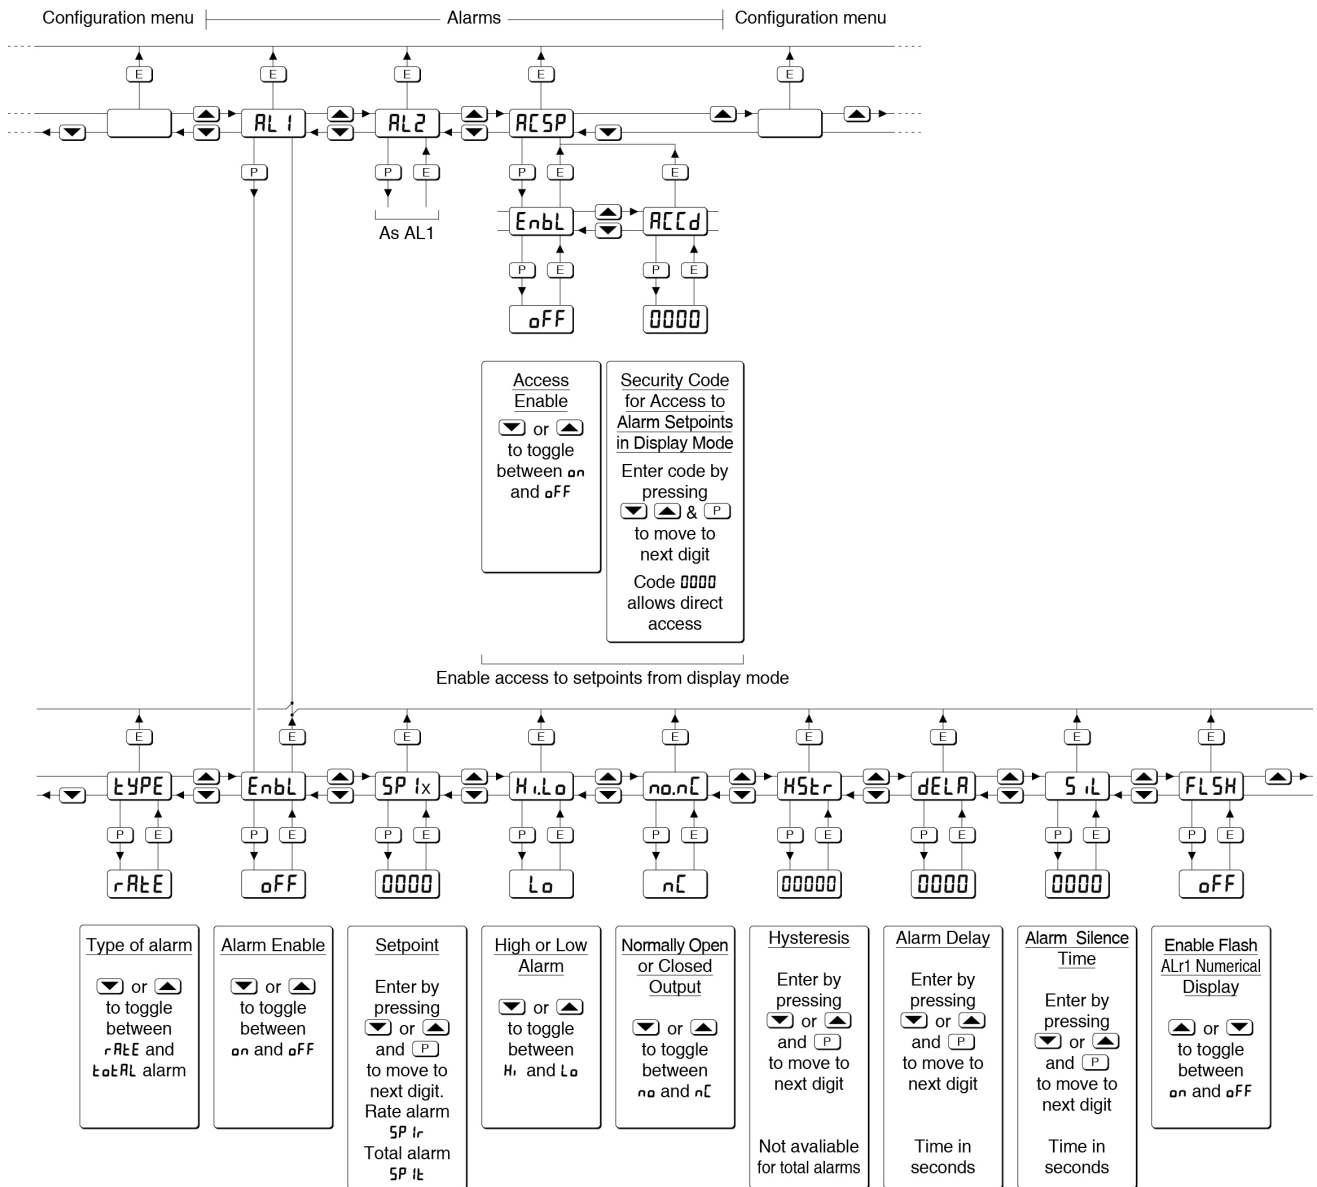 Configuration menu Alarms Configuration menu
E E E E E
AL1 AL2 ACSP
P P E P E E
As AL1
EnbL ACCd
P E P E
oFF 0000
Access
Enable
or
to toggle
between on
and oFF
Security Code
for Access to
Alarm Setpoints
in Display Mode
Enter code by
pressing
& P
to move to
next digit
Code 0000
allows direct
access
Enable access to setpoints from display mode
E E E E E E E E E
tYPE EnbL SP1x Hi.Lo no.nC HStr dELA SiL FLSH
P E P E P E P E P E P E P E P E P E
rAtE oFF 0000 Lo nC 00000 0000 0000 oFF
Type of alarm
or
to toggle
between
rAtE and
totAL alarm
Alarm Enable
or
to toggle
between
on and oFF
Setpoint
Enter by
pressing
or
and P
to move to
next digit.
Rate alarm
SP1r
Total alarm
SP1t
High or Low
Alarm
or
to toggle
between
Hi and Lo
Normally Open
or Closed
Output
or
to toggle
between
no and nC
Hysteresis
Enter by
pressing
or
and P
to move to
next digit
Not avaliable
for total alarms
Alarm Delay
Enter by
pressing
or
and P
to move to
next digit
Time in
seconds
Alarm Silence
Time
Enter by
pressing
or
and P
to move to
next digit
Time in
seconds
Enable Flash
ALr1 Numerical
Display
or
to toggle
between
on and oFF